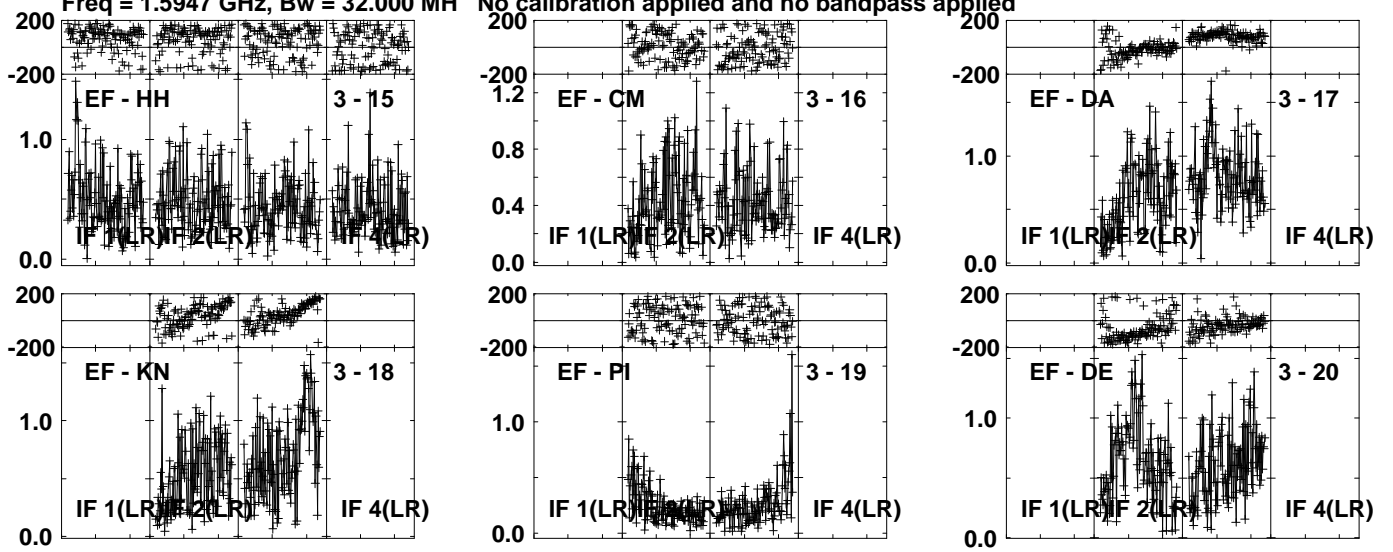 Freq = 1.5947 GHz, Bw = 32.000 MH No calibration applied and no bandpass applied
200
-200
EF - HH 3 - 15
1.0
IF 1(LR) IF 2(LR) IF 4(LR)
0.0
200
-200
EF - CM 3 - 16
1.2
0.8
0.4
IF 1(LR) IF 2(LR) IF 4(LR)
0.0
200
-200
EF - DA 3 - 17
1.0
IF 1(LR) IF 2(LR) IF 4(LR)
0.0
200
-200
EF - KN 3 - 18
1.0
IF 1(LR) IF 2(LR) IF 4(LR)
0.0
200
-200
EF - PI 3 - 19
1.0
IF 1(LR) IF 2(LR) IF 4(LR)
0.0
200
-200
EF - DE 3 - 20
1.0
IF 1(LR) IF 2(LR) IF 4(LR)
0.0